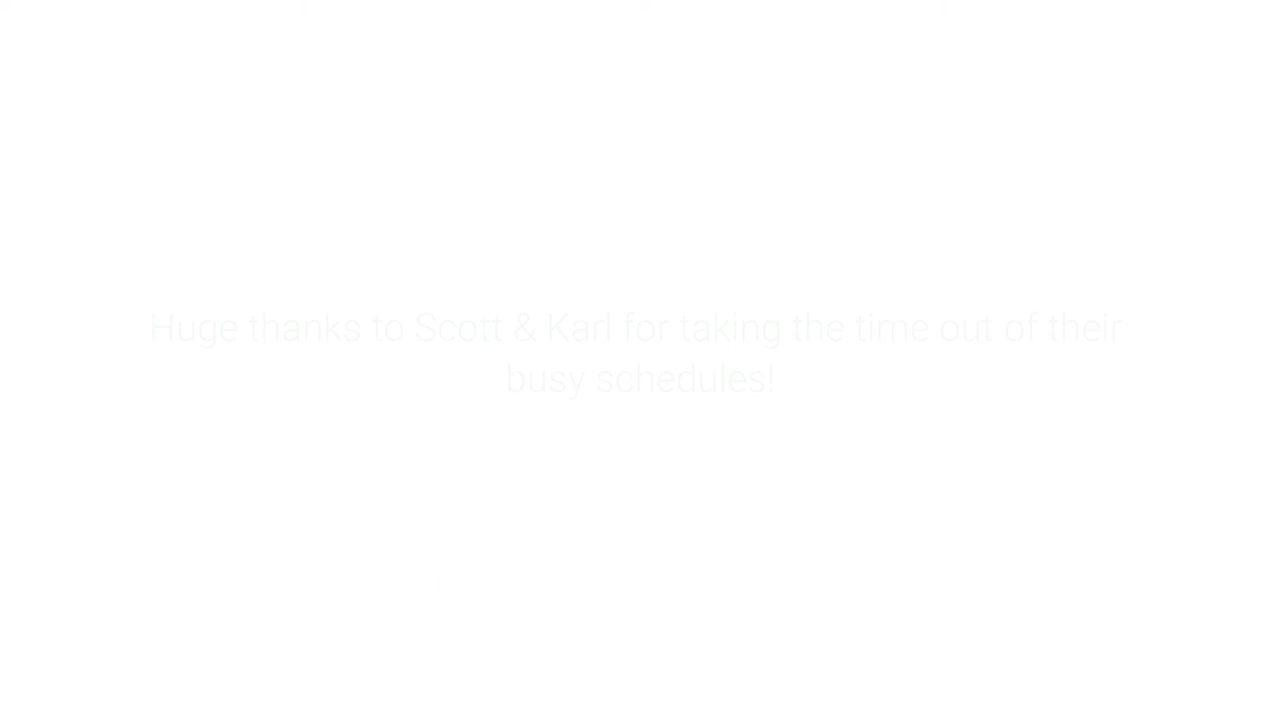 Huge thanks to Scott & Karl for taking the time out of their
busy schedules!